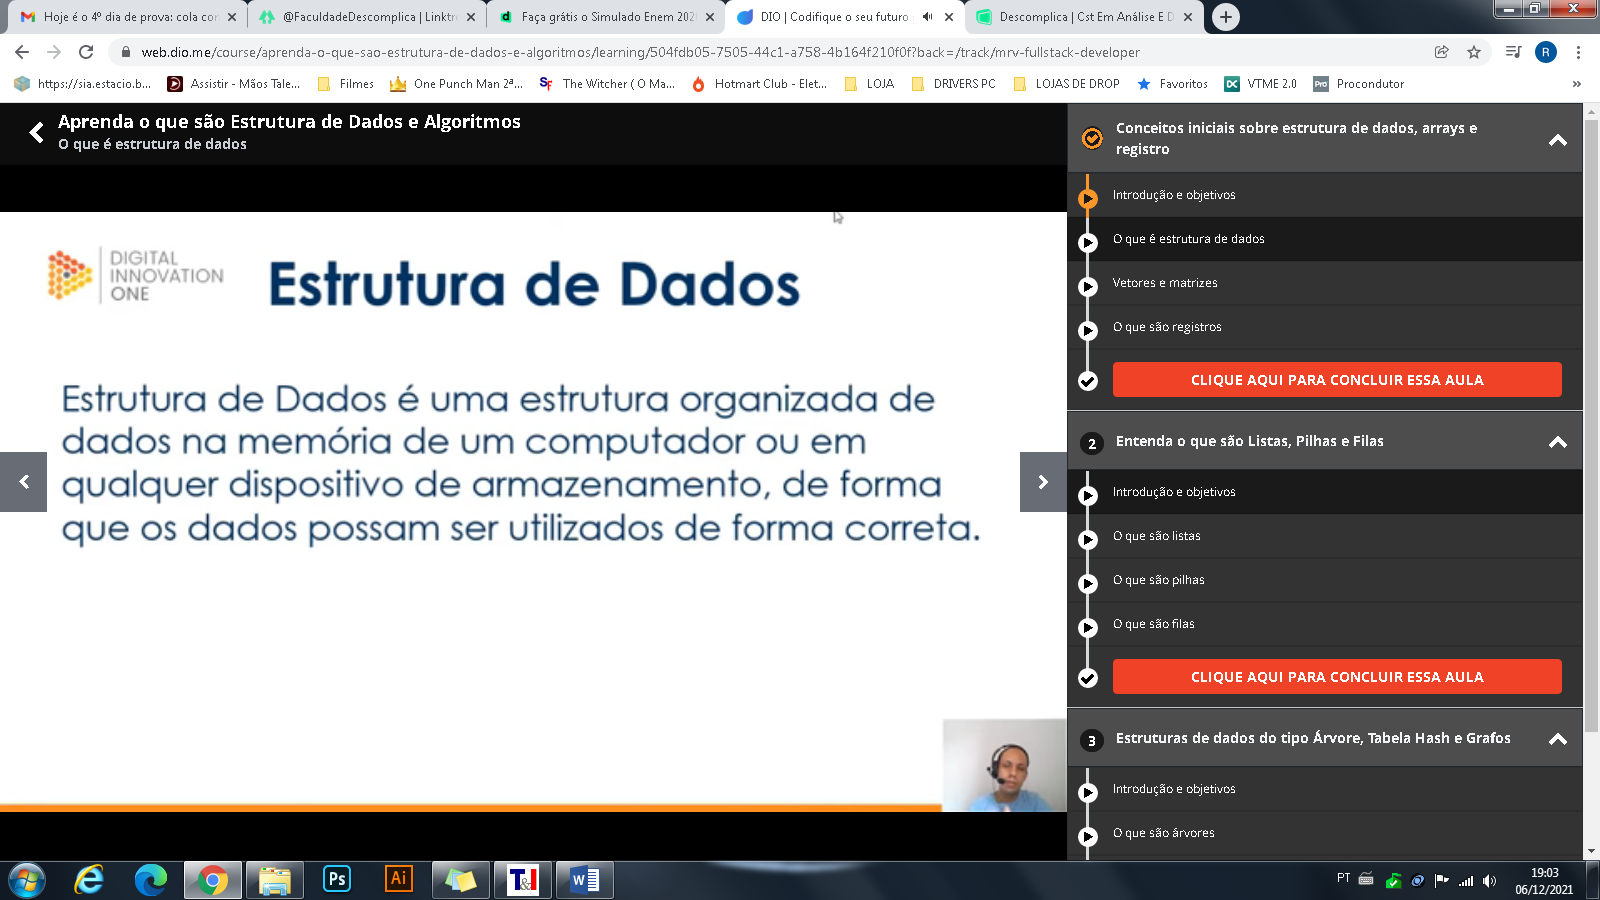 Hoje é o 4º dia de prova: cola con
@FaculdadeDescomplica | Linktr
Faça grátis o Simulado Enem 202
DIO | Codifique o seu futuro
Descomplica | Cst Em Análise E D
web.dio.me/course/aprenda-o-que-sao-estrutura-de-dados-e-algoritmos/learning/504fdb05-7505-44c1-a758-4b164f210f0f?back=/track/mrv-fullstack-developer
R
https://sia.estacio.b...
Assistir - Mãos Tale...
Filmes
One Punch Man 2ª...
SF
The Witcher ( O Ma...
Hotmart Club - Elet...
LOJA
DRIVERS PC
LOJAS DE DROP
Favoritos
DC
VTME 2.0
Pro
Procondutor
»
Aprenda o que são Estrutura de Dados e Algoritmos
O que é estrutura de dados
DIGITAL
INNOVATION
ONE
Estrutura de Dados
Estrutura de Dados é uma estrutura organizada de
dados na memória de um computador ou em
qualquer dispositivo de armazenamento, de forma
que os dados possam ser utilizados de forma correta.
Conceitos iniciais sobre estrutura de dados, arrays e
registro
Introdução e objetivos
O que é estrutura de dados
Vetores e matrizes
O que são registros
CLIQUE AQUI PARA CONCLUIR ESSA AULA
2 Entenda o que são Listas, Pilhas e Filas
Introdução e objetivos
O que são listas
O que são pilhas
O que são filas
CLIQUE AQUI PARA CONCLUIR ESSA AULA
3 Estruturas de dados do tipo Árvore, Tabela Hash e Grafos
Introdução e objetivos
O que são árvores
Ps
Ai
T&I
W
PT
19:03
06/12/2021